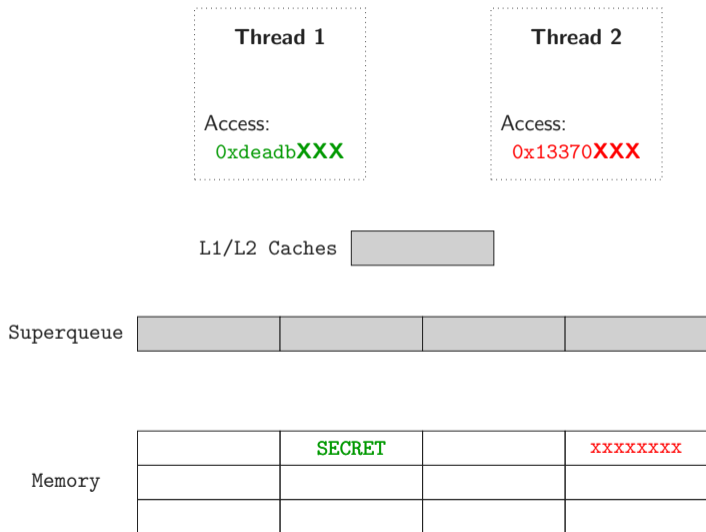 Thread 1
Thread 2
Access:
0xdeadbXXX
Access:
0x13370XXX
L1/L2 Caches
Superqueue
SECRET
xxxxxxxx
Memory